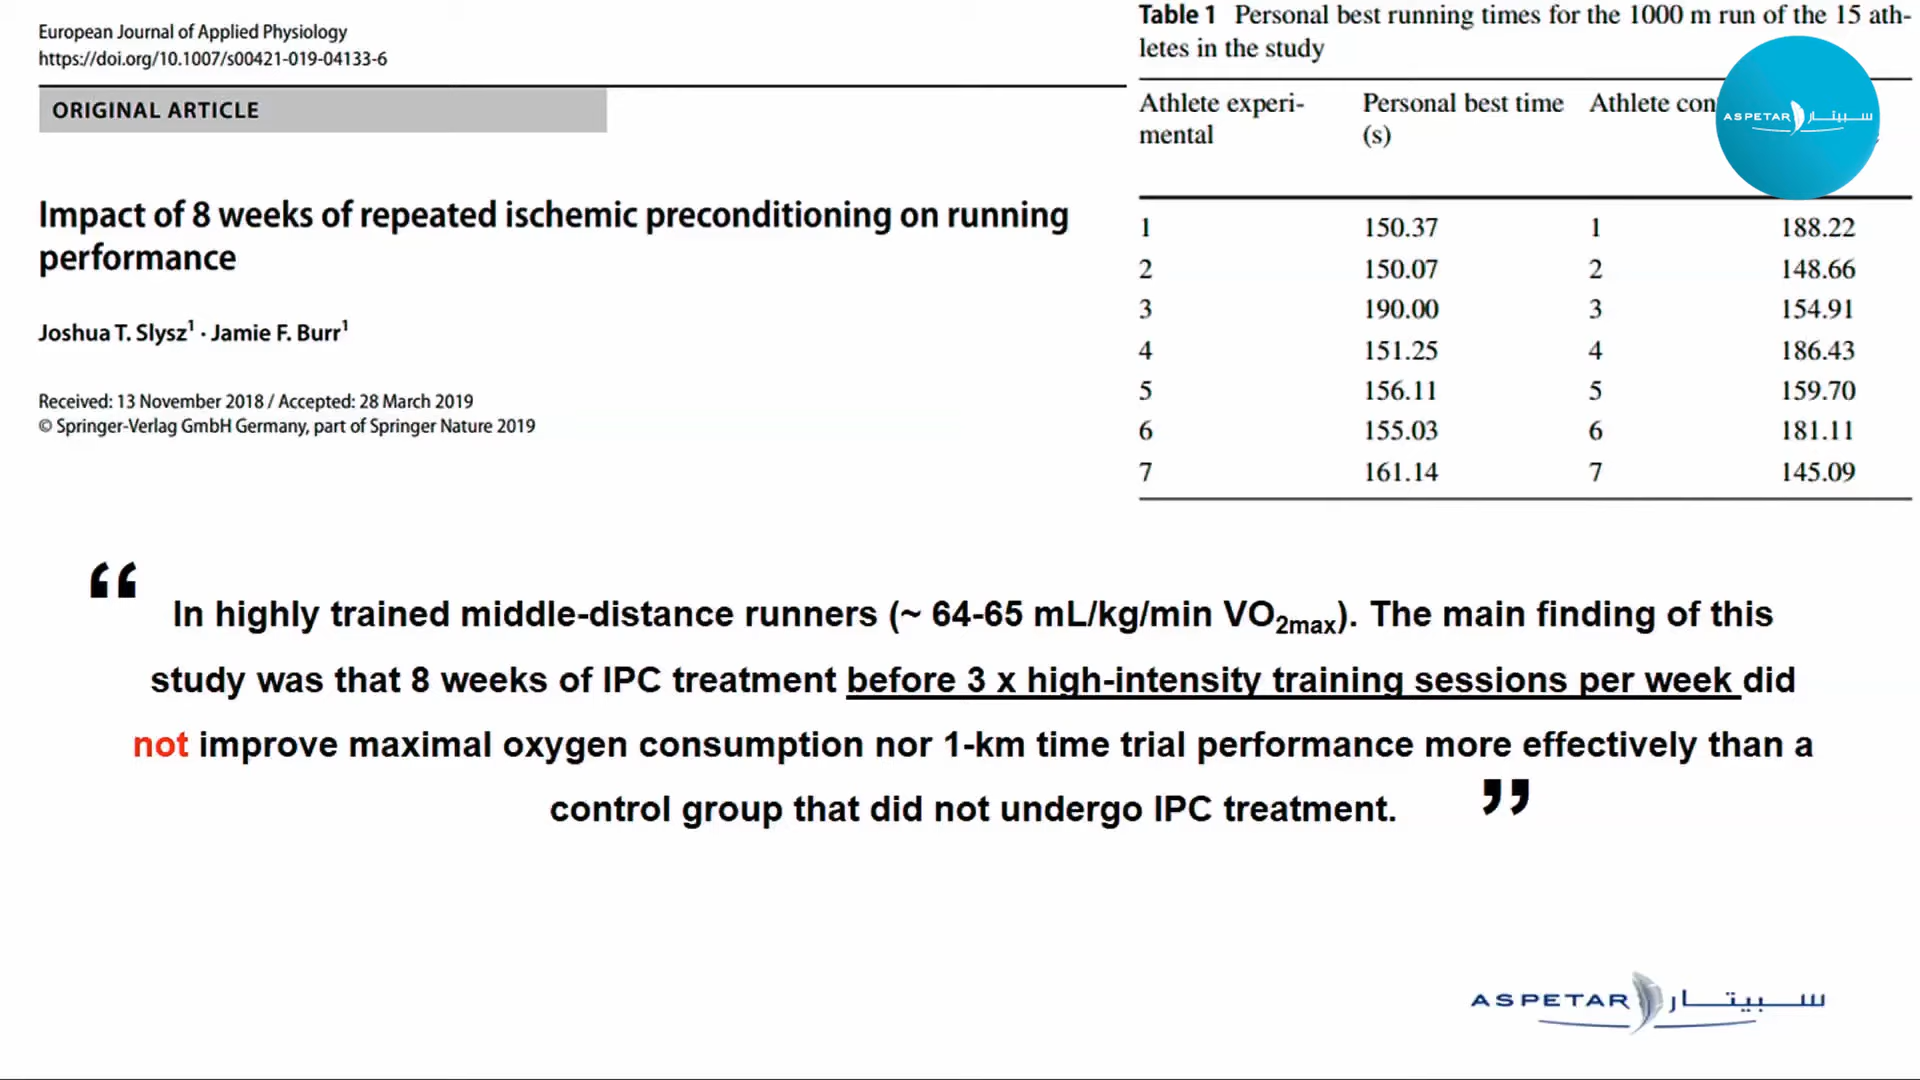 European Journal of Applied Physiology
https://doi.org/10.1007/s00421-019-04133-6
ORIGINAL ARTICLE
Impact of 8 weeks of repeated ischemic preconditioning on running
performance
Joshua T. Slysz¹ · Jamie F. Burr¹
Received: 13 November 2018 / Accepted: 28 March 2019
© Springer-Verlag GmbH Germany, part of Springer Nature 2019
Table 1 Personal best running times for the 1000 m run of the 15 ath-
letes in the study
Athlete experi- Personal best time Athlete con
mental (s)
1 150.37 1 188.22
2 150.07 2 148.66
3 190.00 3 154.91
4 151.25 4 186.43
5 156.11 5 159.70
6 155.03 6 181.11
7 161.14 7 145.09
ASPETAR سبيتار
“ In highly trained middle-distance runners (~ 64-65 mL/kg/min VO₂max). The main finding of this
study was that 8 weeks of IPC treatment before 3 x high-intensity training sessions per week did
not improve maximal oxygen consumption nor 1-km time trial performance more effectively than a
control group that did not undergo IPC treatment. ”
ASPETAR سبيتار